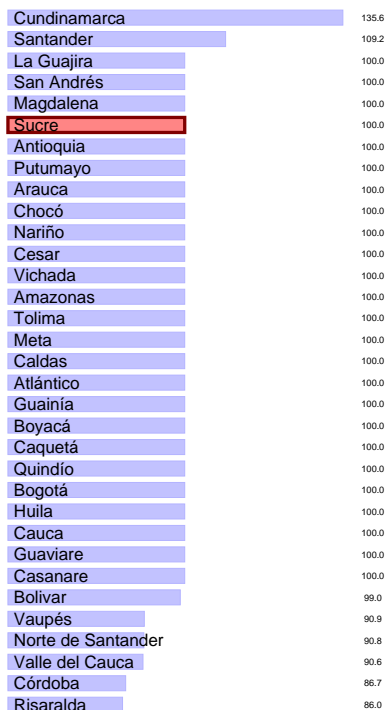 Cundinamarca 135.6
Santander 109.2
La Guajira 100.0
San Andrés 100.0
Magdalena 100.0
Sucre 100.0
Antioquia 100.0
Putumayo 100.0
Arauca 100.0
Chocó 100.0
Nariño 100.0
Cesar 100.0
Vichada 100.0
Amazonas 100.0
Tolima 100.0
Meta 100.0
Caldas 100.0
Atlántico 100.0
Guainía 100.0
Boyacá 100.0
Caquetá 100.0
Quindío 100.0
Bogotá 100.0
Huila 100.0
Cauca 100.0
Guaviare 100.0
Casanare 100.0
Bolivar 99.0
Vaupés 90.9
Norte de Santander 90.8
Valle del Cauca 90.6
Córdoba 86.7
Risaralda 86.0